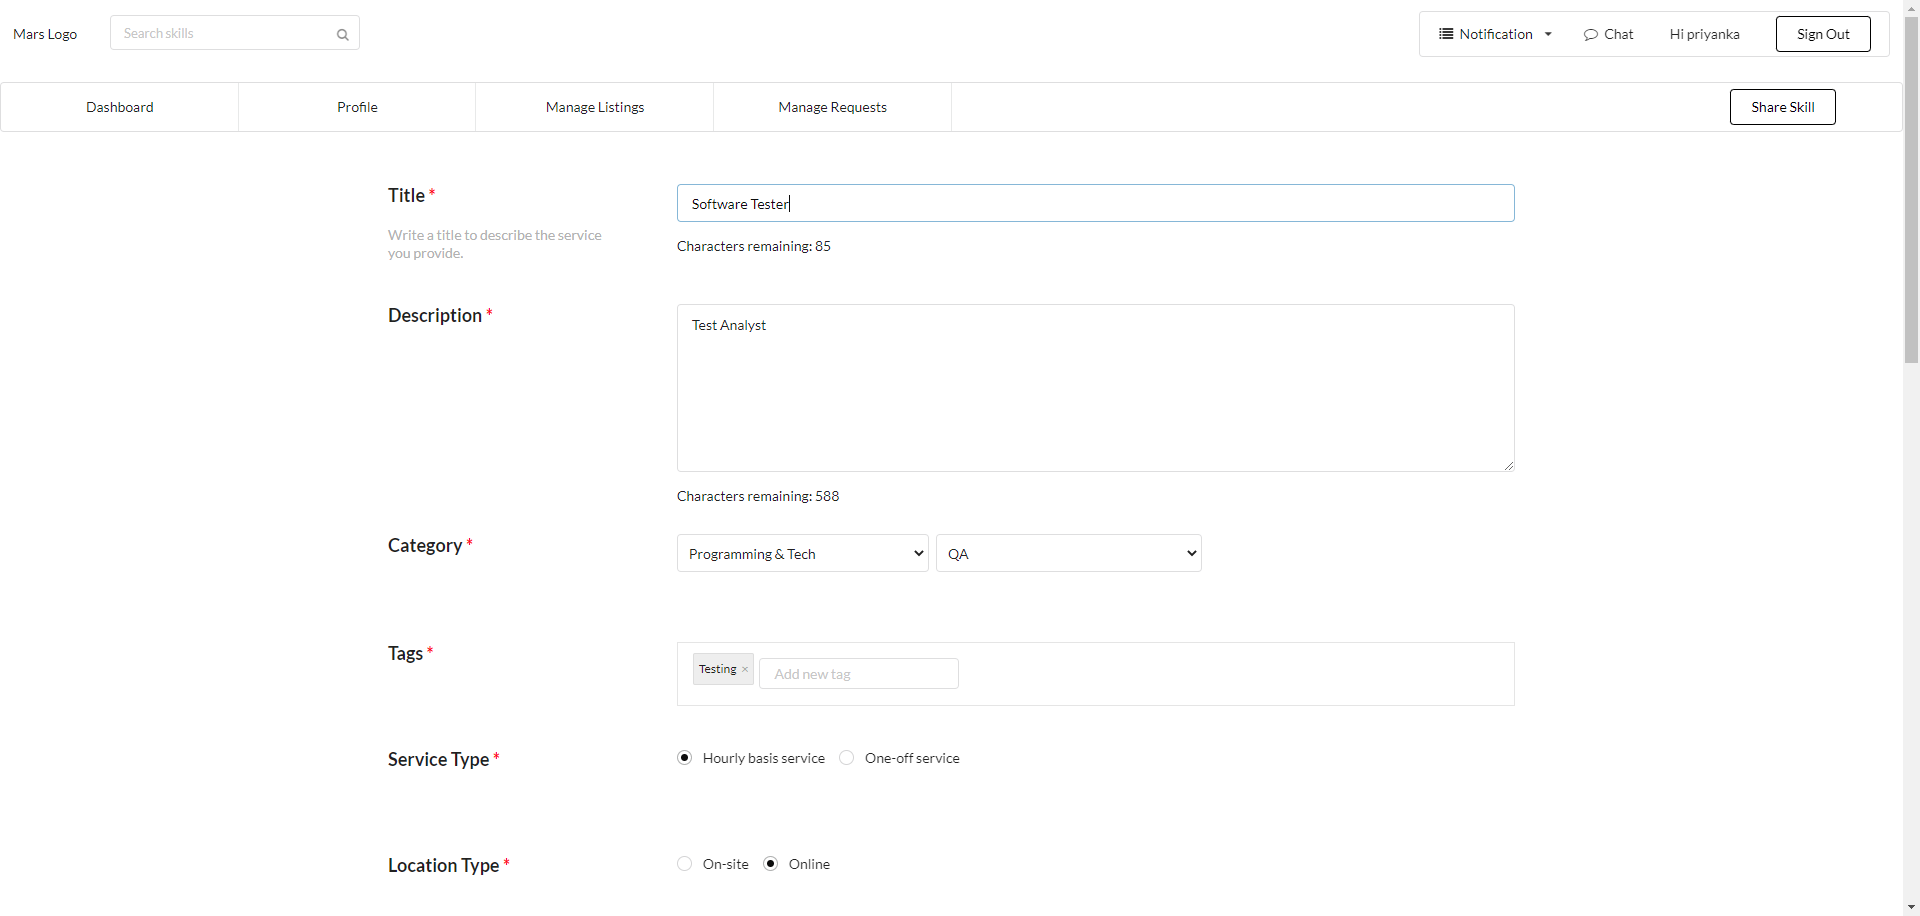 Mars Logo
Search skills
Notification
Chat
Hi priyanka
Sign Out
Dashboard
Profile
Manage Listings
Manage Requests
Share Skill
Title *
Write a title to describe the service
you provide.
Software Tester
Characters remaining: 85
Description *
Test Analyst
Characters remaining: 588
Category *
Programming & Tech
QA
Tags *
Testing ×
Add new tag
Service Type *
Hourly basis service
One-off service
Location Type *
On-site
Online